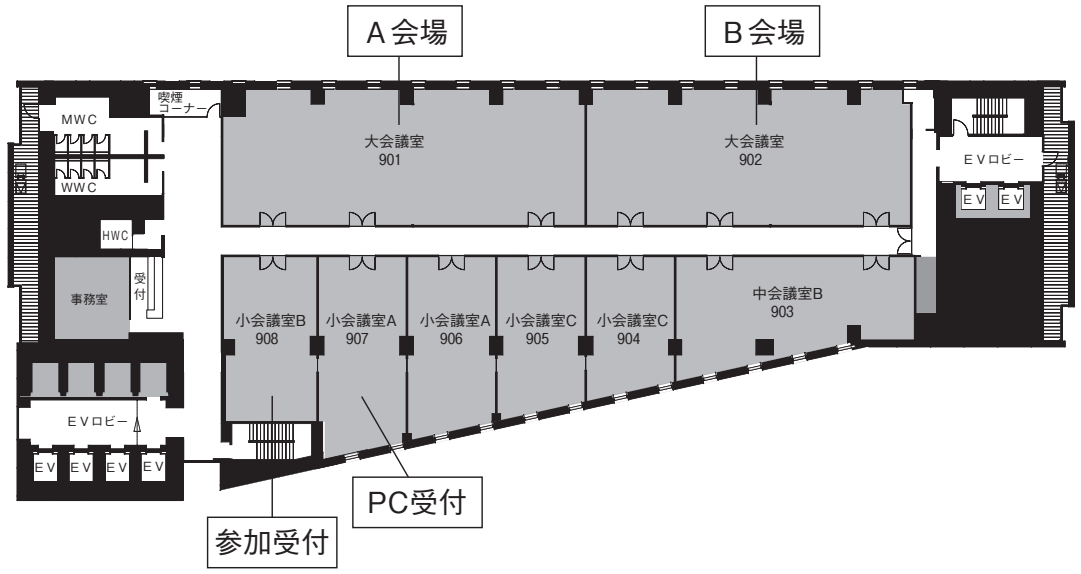 A会場
B会場
喫煙
コーナー
MWC
WWC
HWC
大会議室
901
大会議室
902
EVロビー
EV
EV
事務室
受付
小会議室B
908
小会議室A
907
小会議室A
906
小会議室C
905
小会議室C
904
中会議室B
903
EVロビー
EV
EV
EV
EV
PC受付
参加受付